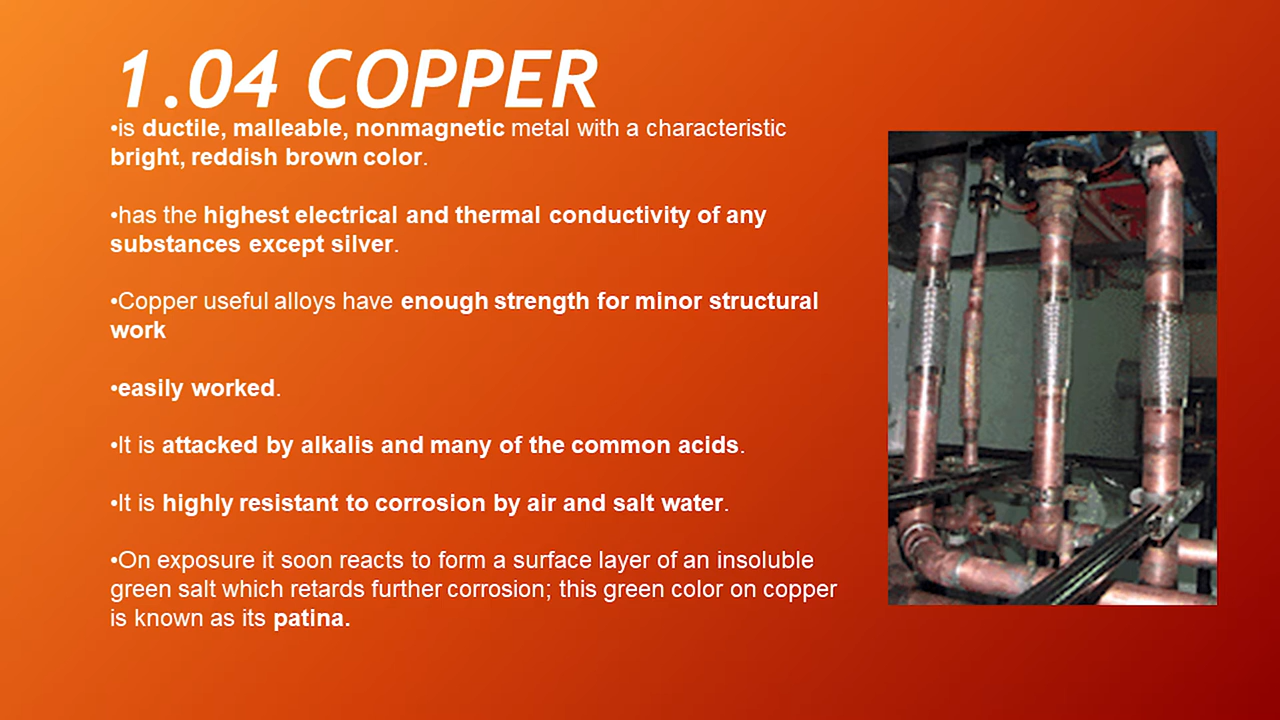 1.04 COPPER
•is ductile, malleable, nonmagnetic metal with a characteristic
bright, reddish brown color.
•has the highest electrical and thermal conductivity of any
substances except silver.
•Copper useful alloys have enough strength for minor structural
work
•easily worked.
•It is attacked by alkalis and many of the common acids.
•It is highly resistant to corrosion by air and salt water.
•On exposure it soon reacts to form a surface layer of an insoluble
green salt which retards further corrosion; this green color on copper
is known as its patina.